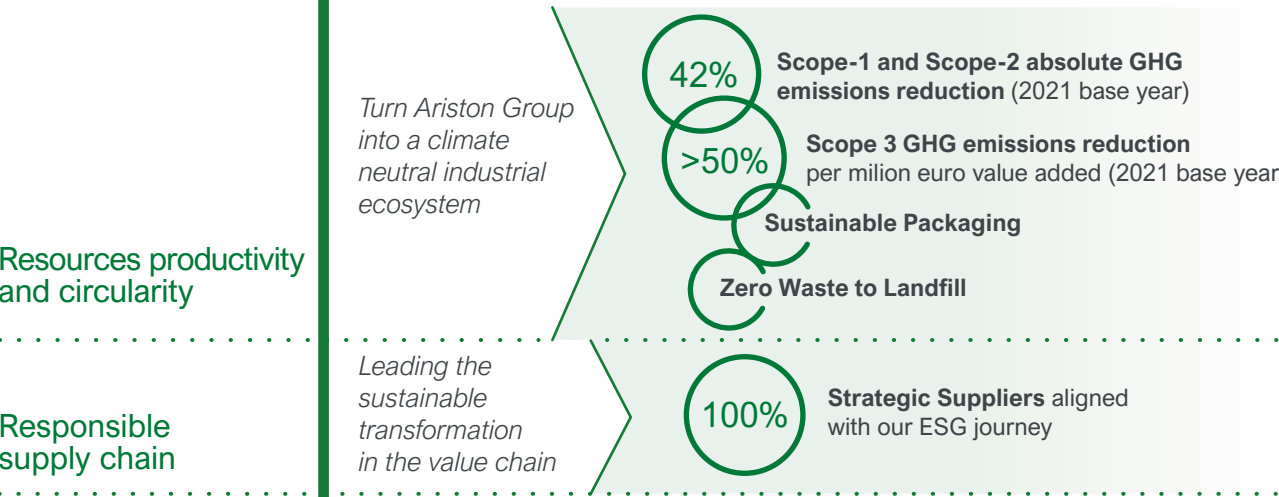 Resources productivity
and circularity
Turn Ariston Group
into a climate
neutral industrial
ecosystem
42%
Scope-1 and Scope-2 absolute GHG
emissions reduction (2021 base year)
>50%
Scope 3 GHG emissions reduction
per milion euro value added (2021 base year
Sustainable Packaging
Zero Waste to Landfill
Responsible
supply chain
Leading the
sustainable
transformation
in the value chain
100%
Strategic Suppliers aligned
with our ESG journey